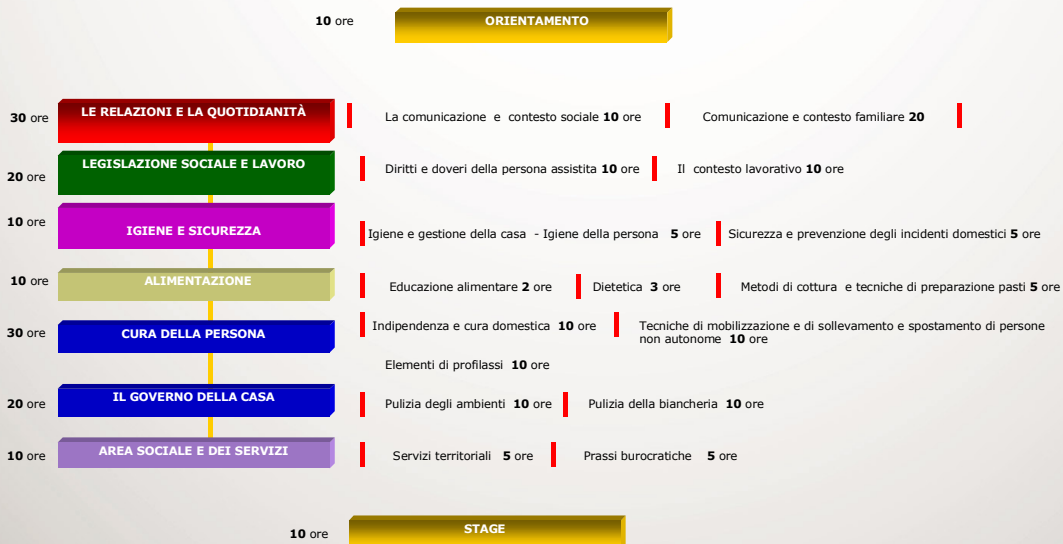 10 ore ORIENTAMENTO
30 ore LE RELAZIONI E LA QUOTIDIANITÀ La comunicazione e contesto sociale 10 ore Comunicazione e contesto familiare 20
20 ore LEGISLAZIONE SOCIALE E LAVORO Diritti e doveri della persona assistita 10 ore Il contesto lavorativo 10 ore
10 ore IGIENE E SICUREZZA Igiene e gestione della casa - Igiene della persona 5 ore Sicurezza e prevenzione degli incidenti domestici 5 ore
10 ore ALIMENTAZIONE Educazione alimentare 2 ore Dietetica 3 ore Metodi di cottura e tecniche di preparazione pasti 5 ore
30 ore CURA DELLA PERSONA Indipendenza e cura domestica 10 ore Tecniche di mobilizzazione e di sollevamento e spostamento di persone
non autonome 10 ore
Elementi di profilassi 10 ore
20 ore IL GOVERNO DELLA CASA Pulizia degli ambienti 10 ore Pulizia della biancheria 10 ore
10 ore AREA SOCIALE E DEI SERVIZI Servizi territoriali 5 ore Prassi burocratiche 5 ore
10 ore STAGE